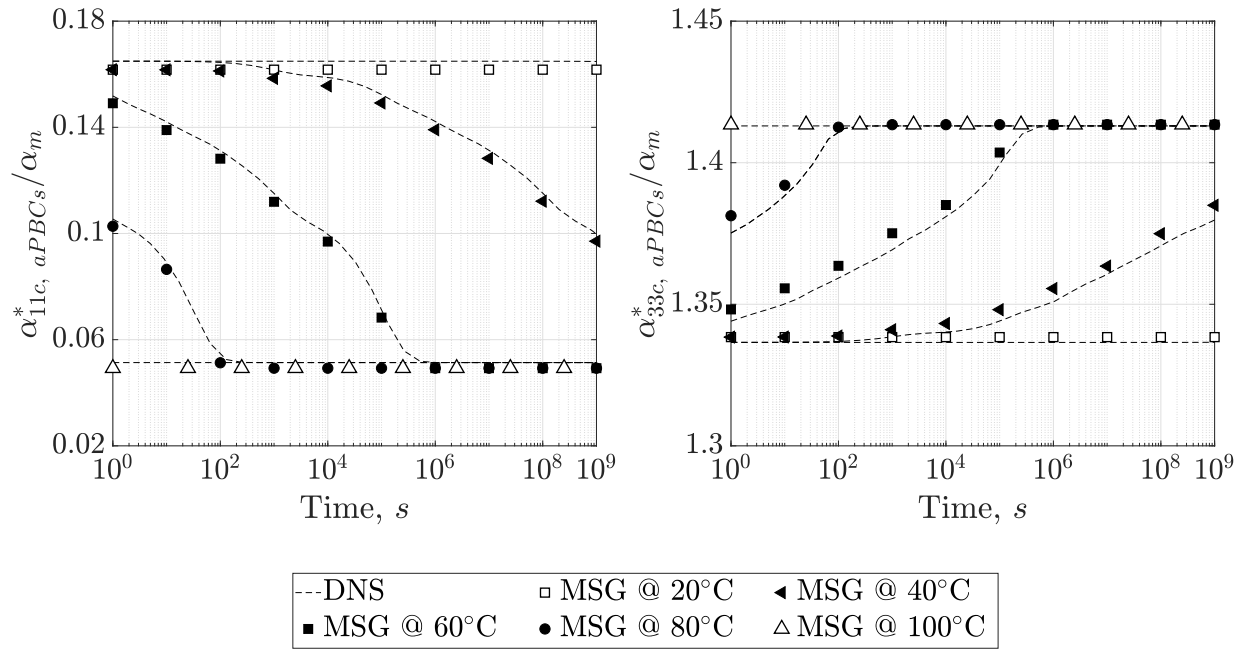 0.18
0.14
0.1
0.06
0.02
α*11c, aPBCs/αm
10^0 10^2 10^4 10^6 10^8 10^9
Time, s
1.45
1.4
1.35
1.3
α*33c, aPBCs/αm
10^0 10^2 10^4 10^6 10^8 10^9
Time, s
DNS MSG @ 20°C MSG @ 40°C
MSG @ 60°C MSG @ 80°C MSG @ 100°C